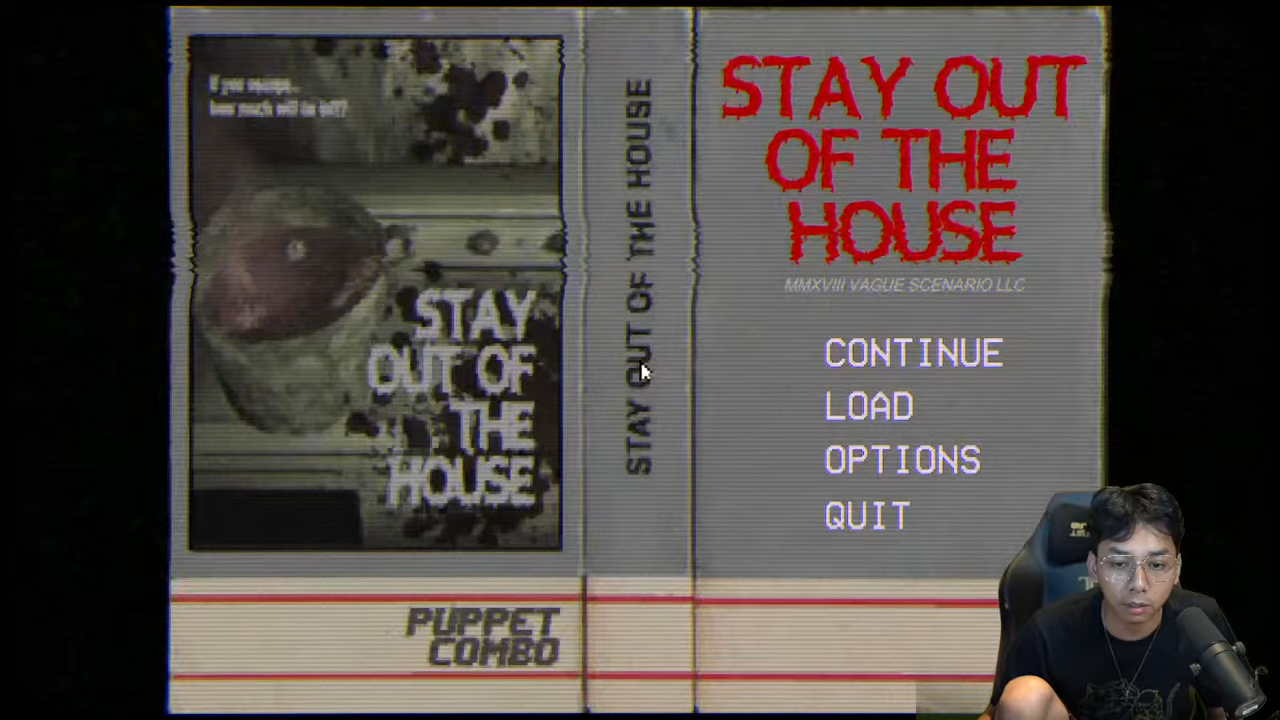 If you escape...
how much will be left?
STAY
OUT OF
THE
HOUSE
PUPPET
COMBO
STAY OUT OF THE HOUSE
STAY OUT
OF THE
HOUSE
MMXVIII VAGUE SCENARIO LLC
CONTINUE
LOAD
OPTIONS
QUIT